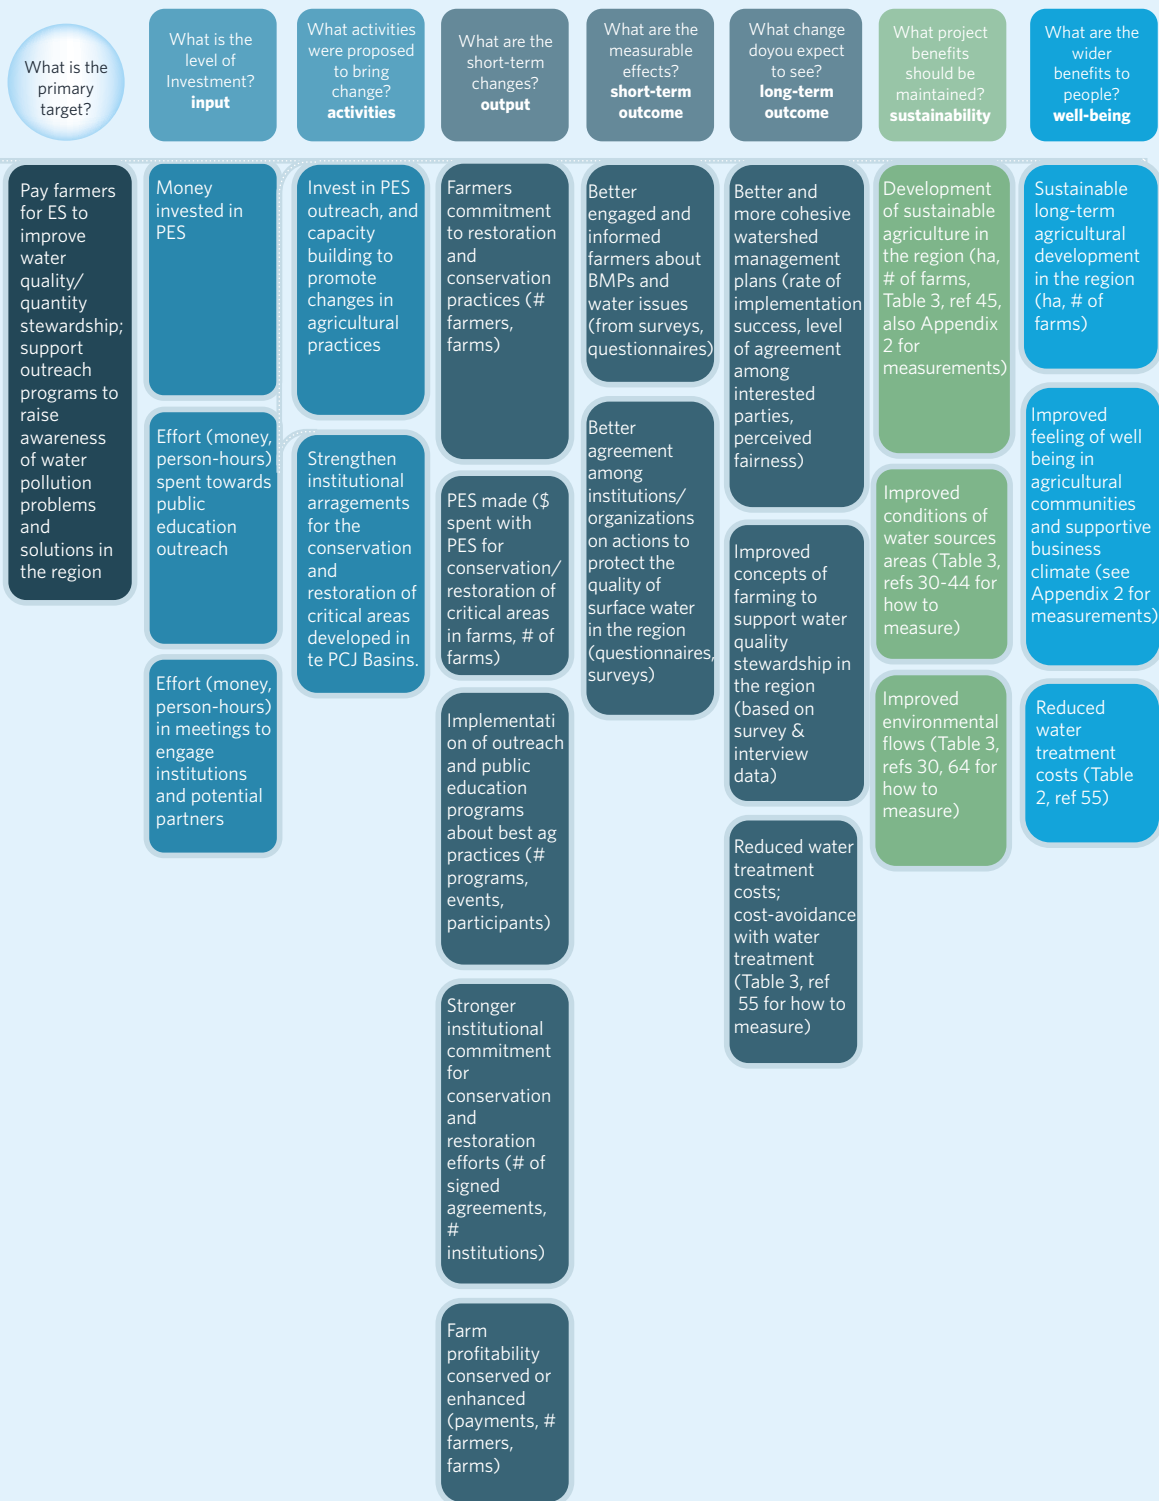 What is the
primary
target?
What is the
level of
Investment?
input
What activities
were proposed
to bring
change?
activities
What are the
short-term
changes?
output
What are the
measurable
effects?
short-term
outcome
What change
doyou expect
to see?
long-term
outcome
What project
benefits
should be
maintained?
sustainability
What are the
wider
benefits to
people?
well-being
Pay farmers
for ES to
improve
water
quality/
quantity
stewardship;
support
outreach
programs to
raise
awareness
of water
pollution
problems
and
solutions in
the region
Money
invested in
PES
Effort (money,
person-hours)
spent towards
public
education
outreach
Effort (money,
person-hours)
in meetings to
engage
institutions
and potential
partners
Invest in PES
outreach, and
capacity
building to
promote
changes in
agricultural
practices
Strengthen
institutional
arragements
for the
conservation
and
restoration of
critical areas
developed in
te PCJ Basins.
Farmers
commitment
to restoration
and
conservation
practices (#
farmers,
farms)
PES made ($
spent with
PES for
conservation/
restoration of
critical areas
in farms, # of
farms)
Implementati
on of outreach
and public
education
programs
about best ag
practices (#
programs,
events,
participants)
Stronger
institutional
commitment
for
conservation
and
restoration
efforts (# of
signed
agreements,
#
institutions)
Farm
profitability
conserved or
enhanced
(payments, #
farmers,
farms)
Better
engaged and
informed
farmers about
BMPs and
water issues
(from surveys,
questionnaires)
Better
agreement
among
institutions/
organizations
on actions to
protect the
quality of
surface water
in the region
(questionnaires,
surveys)
Better and
more cohesive
watershed
management
plans (rate of
implementation
success, level
of agreement
among
interested
parties,
perceived
fairness)
Improved
concepts of
farming to
support water
quality
stewardship in
the region
(based on
survey &
interview
data)
Reduced water
treatment
costs;
cost-avoidance
with water
treatment
(Table 3, ref
55 for how to
measure)
Development
of sustainable
agriculture in
the region (ha,
# of farms,
Table 3, ref 45,
also Appendix
2 for
measurements)
Improved
conditions of
water sources
areas (Table 3,
refs 30-44 for
how to
measure)
Improved
environmental
flows (Table 3,
refs 30, 64 for
how to
measure)
Sustainable
long-term
agricultural
development
in the region
(ha, # of
farms)
Improved
feeling of well
being in
agricultural
communities
and supportive
business
climate (see
Appendix 2 for
measurements)
Reduced
water
treatment
costs (Table
2, ref 55)